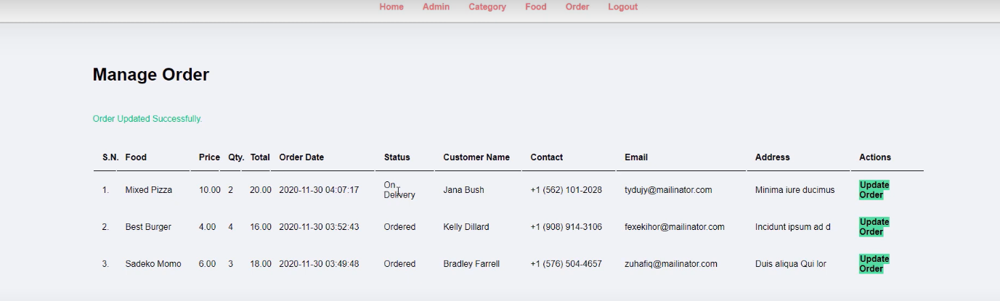 Home Admin Category Food Order Logout
Manage Order
Order Updated Successfully.
S.N. Food Price Qty. Total Order Date Status Customer Name Contact Email Address Actions
1. Mixed Pizza 10.00 2 20.00 2020-11-30 04:07:17 On Delivery Jana Bush +1 (562) 101-2028 tydujy@mailinator.com Minima iure ducimus Update Order
2. Best Burger 4.00 4 16.00 2020-11-30 03:52:43 Ordered Kelly Dillard +1 (908) 914-3106 fexekihor@mailinator.com Incidunt ipsum ad d Update Order
3. Sadeko Momo 6.00 3 18.00 2020-11-30 03:49:48 Ordered Bradley Farrell +1 (576) 504-4657 zuhafiq@mailinator.com Duis aliqua Qui lor Update Order